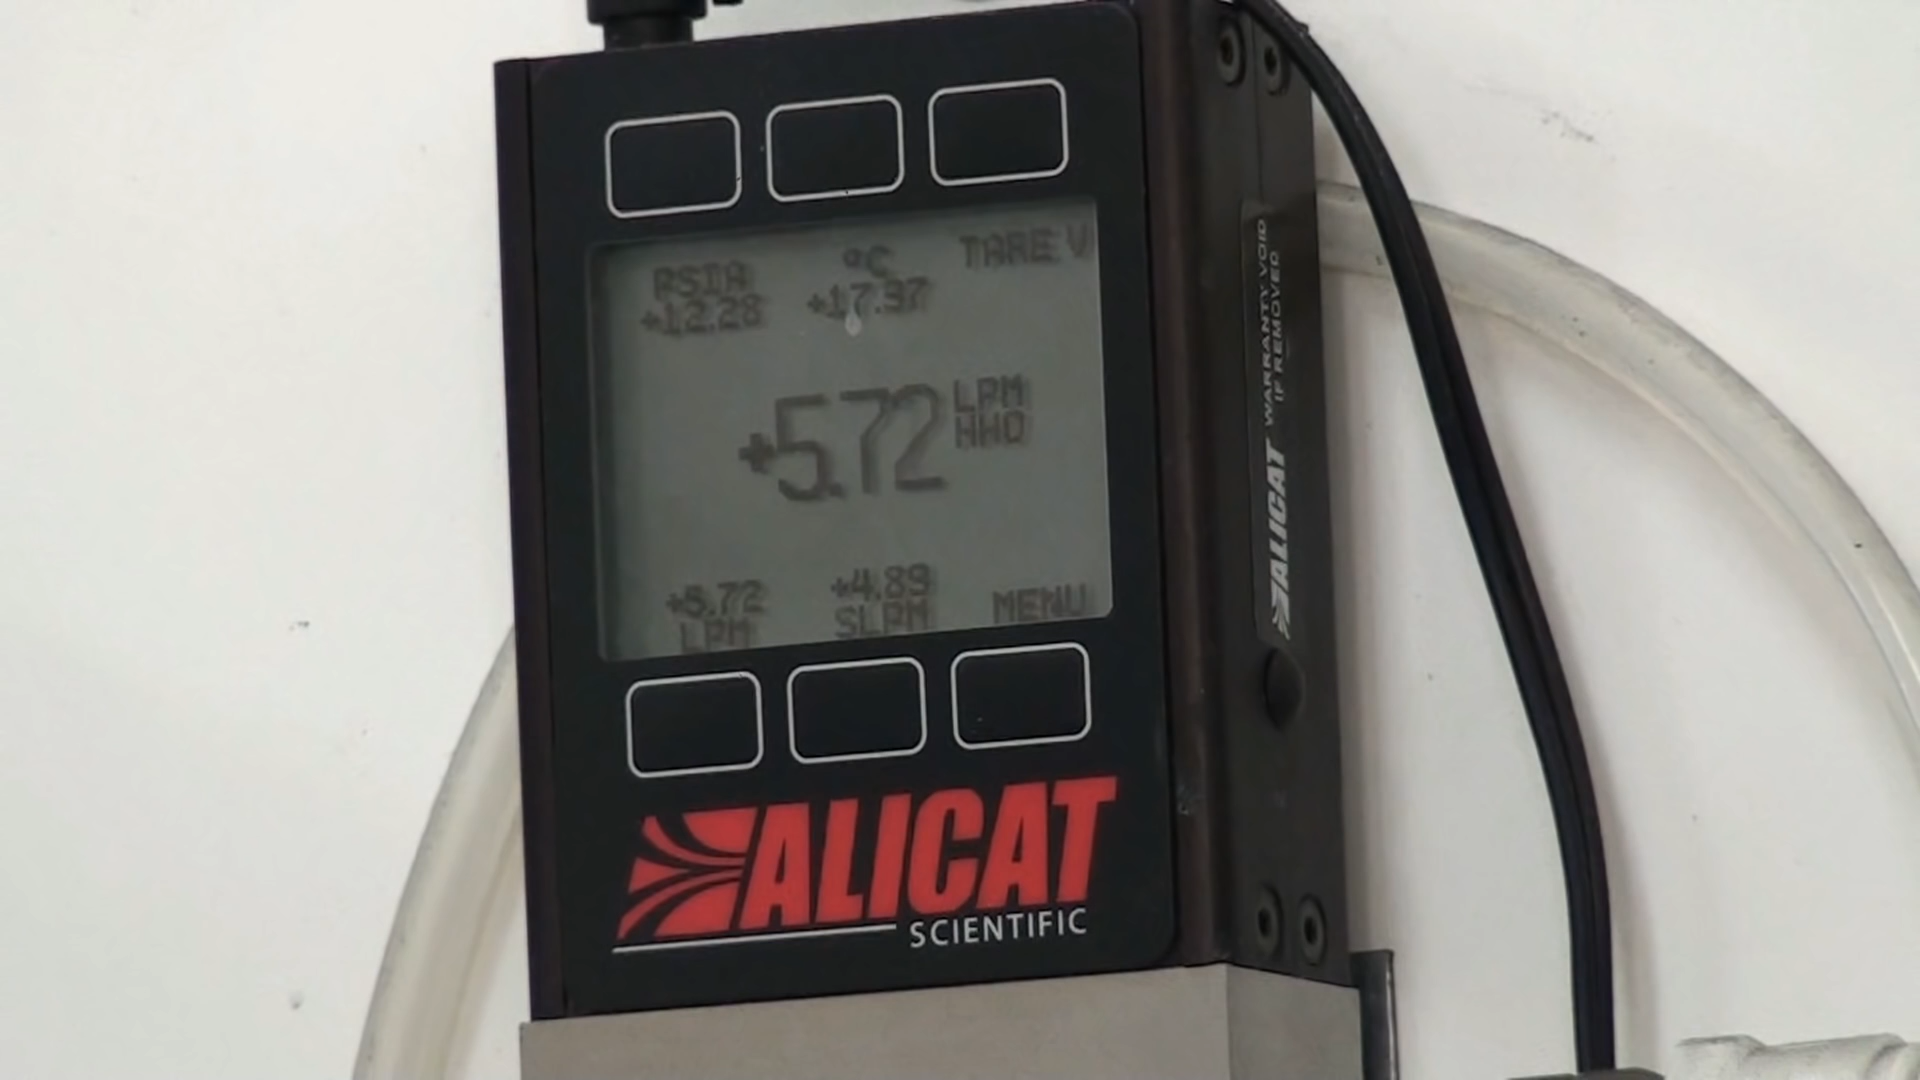 PSIA °C TARE V
+12.28 +17.37
+5.72 LPM
HHO
+5.72 +4.89
LPM SLPM MENU
ALICAT
SCIENTIFIC
ALICAT WARRANTY VOID
IF REMOVED